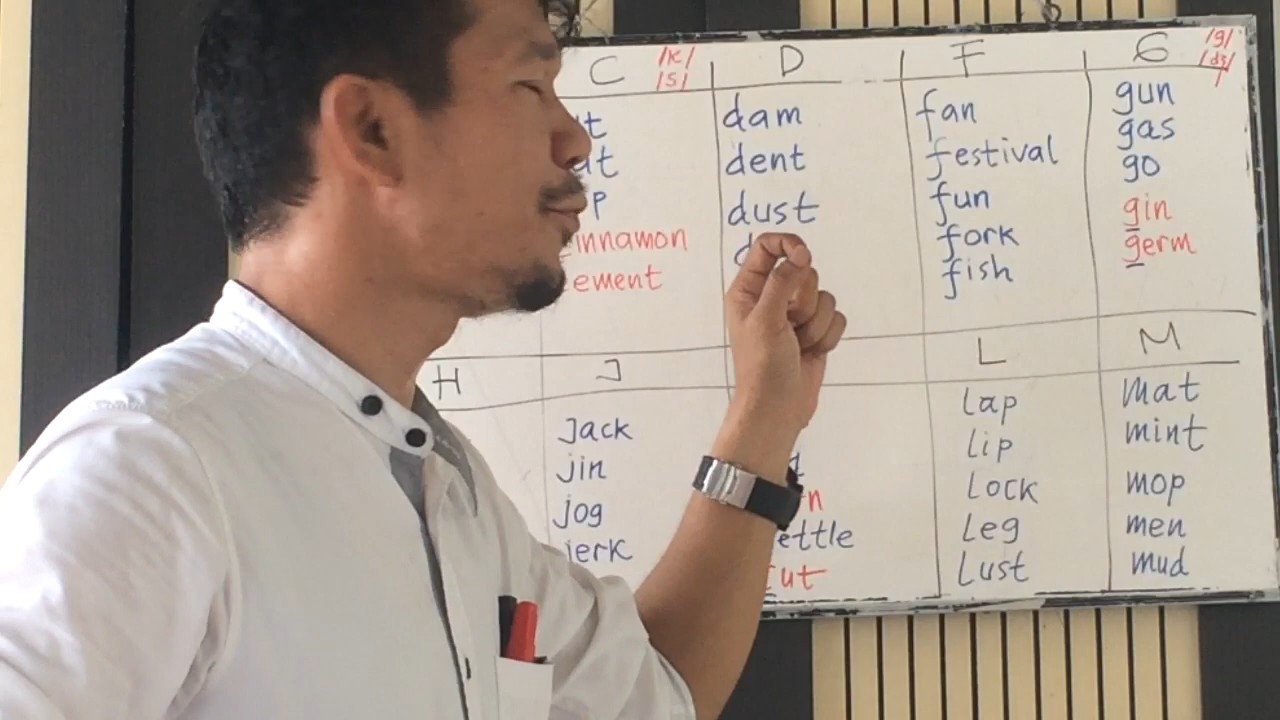 C /k/ /s/
D
F
G /g/ /dʒ/
dam
dent
dust
fan
festival
fun
fork
fish
gun
gas
go
gin
germ
H
J
L
M
Jack
jin
jog
jerk
Lap
Lip
Lock
Leg
Lust
Mat
mint
mop
men
mud